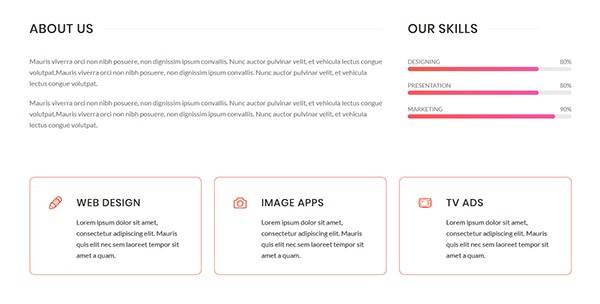 ABOUT US
Mauris viverra orci non nibh posuere, non dignissim ipsum convallis. Nunc auctor pulvinar velit, et vehicula lectus congue
volutpat.Mauris viverra orci non nibh posuere, non dignissim ipsum convallis. Nunc auctor pulvinar velit, et vehicula
lectus congue volutpat.
Mauris viverra orci non nibh posuere, non dignissim ipsum convallis. Nunc auctor pulvinar velit, et vehicula lectus congue
volutpat.Mauris viverra orci non nibh posuere, non dignissim ipsum convallis. Nunc auctor pulvinar velit, et vehicula
lectus congue volutpat.
OUR SKILLS
DESIGNING 80%
PRESENTATION 80%
MARKETING 90%
WEB DESIGN
Lorem ipsum dolor sit amet,
consectetur adipiscing elit. Mauris
quis elit nec sem laoreet tempor sit
amet a quam.
IMAGE APPS
Lorem ipsum dolor sit amet,
consectetur adipiscing elit. Mauris
quis elit nec sem laoreet tempor sit
amet a quam.
TV ADS
Lorem ipsum dolor sit amet,
consectetur adipiscing elit. Mauris
quis elit nec sem laoreet tempor sit
amet a quam.